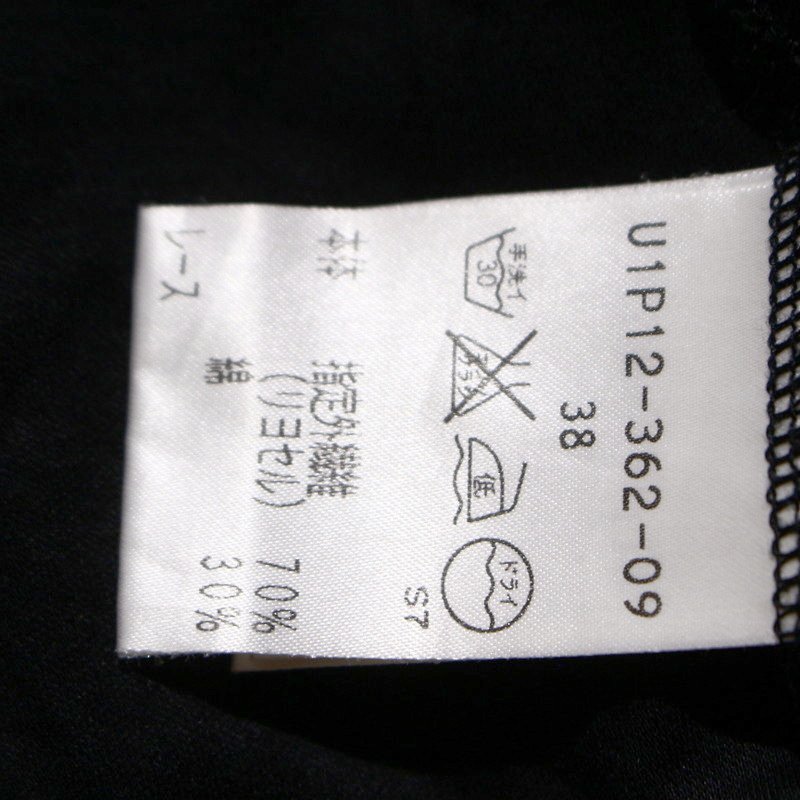 U1P12-362-09
38
手洗イ
30
低
ドライ
S7
本体 指定外繊維
(リヨセル) 70%
綿 30%
レース